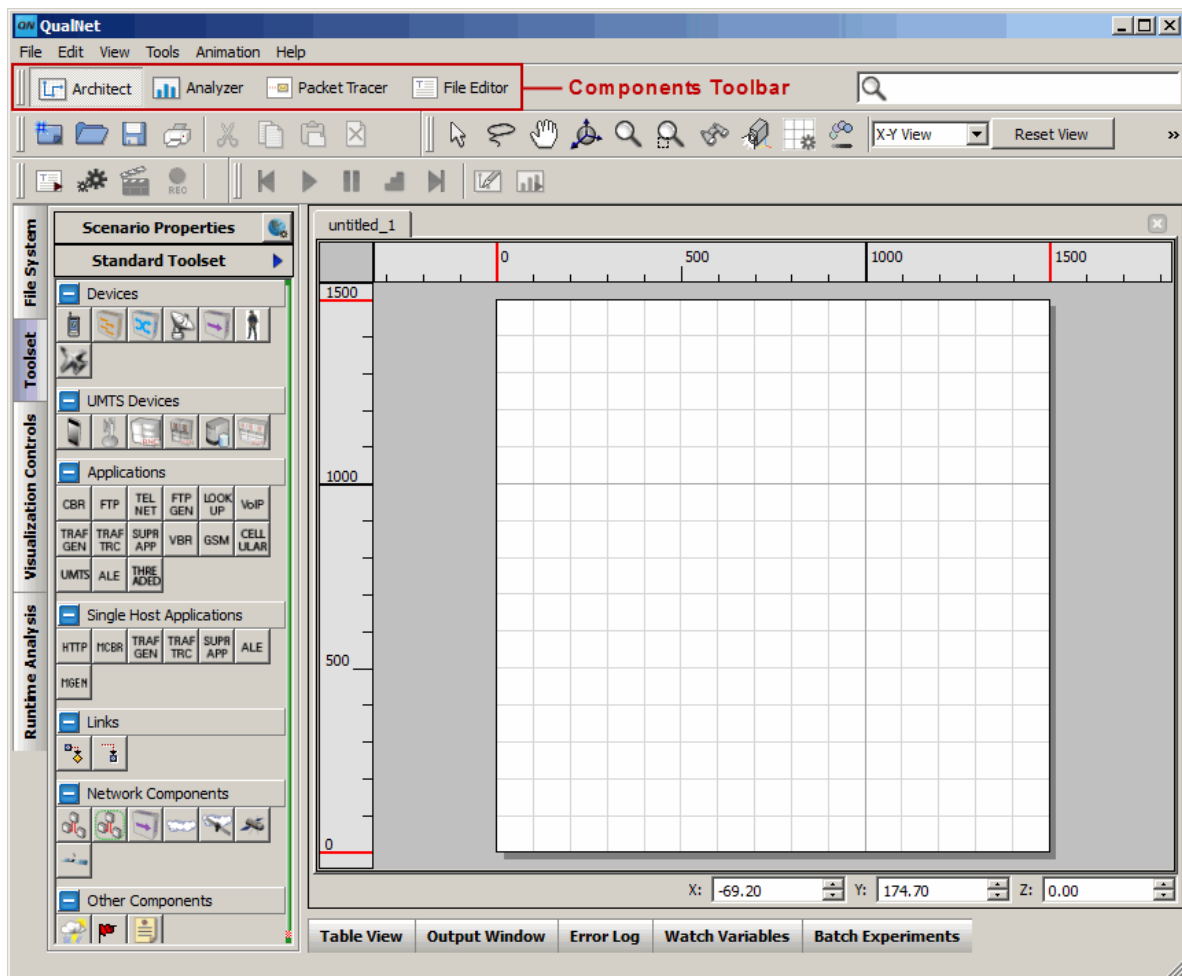 QN QualNet
File Edit View Tools Animation Help
Architect Analyzer Packet Tracer File Editor Components Toolbar
X-Y View Reset View »
REC
File System
Toolset
Visualization Controls
Runtime Analysis
Scenario Properties
Standard Toolset
Devices
UMTS Devices
Applications
CBR FTP TEL NET FTP GEN LOOK UP VoIP
TRAF GEN TRAF TRC SUPR APP VBR GSM CELL ULAR
UMTS ALE THRE ADED
Single Host Applications
HTTP MCBR TRAF GEN TRAF TRC SUPR APP ALE
MGEN
Links
Network Components
Other Components
untitled_1
0 500 1000 1500
1500
1000
500
0
X: -69.20 Y: 174.70 Z: 0.00
Table View Output Window Error Log Watch Variables Batch Experiments